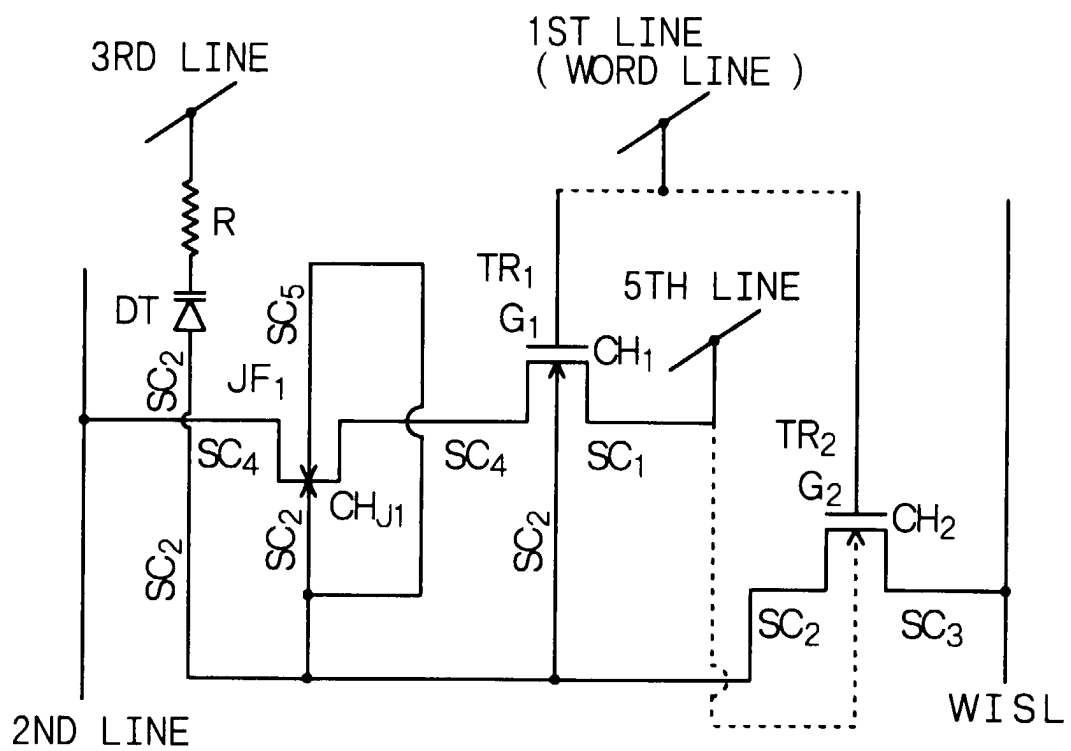 1ST LINE
( WORD LINE )
3RD LINE
R
TR1
5TH LINE
DT
SC5
G1
CH1
SC2
JF1
TR2
SC4
SC4
SC1
G2
CHJ1
CH2
SC2
SC2
SC2
SC2
SC3
2ND LINE
WISL